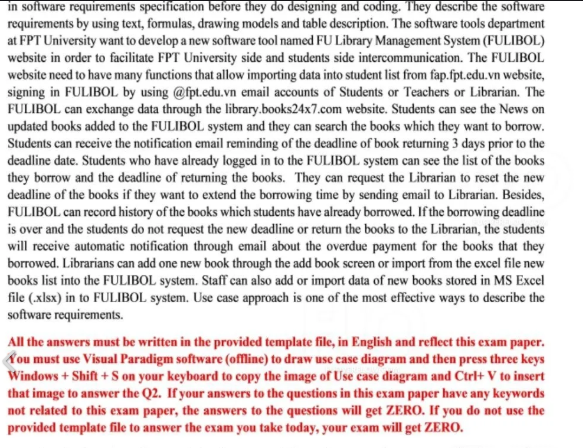 in software requirements specification before they do designing and coding. They describe the software
requirements by using text, formulas, drawing models and table description. The software tools department
at FPT University want to develop a new software tool named FU Library Management System (FULIBOL)
website in order to facilitate FPT University side and students side intercommunication. The FULIBOL
website need to have many functions that allow importing data into student list from fap.fpt.edu.vn website,
signing in FULIBOL by using @fpt.edu.vn email accounts of Students or Teachers or Librarian. The
FULIBOL can exchange data through the library.books24x7.com website. Students can see the News on
updated books added to the FULIBOL system and they can search the books which they want to borrow.
Students can receive the notification email reminding of the deadline of book returning 3 days prior to the
deadline date. Students who have already logged in to the FULIBOL system can see the list of the books
they borrow and the deadline of returning the books. They can request the Librarian to reset the new
deadline of the books if they want to extend the borrowing time by sending email to Librarian. Besides,
FULIBOL can record history of the books which students have already borrowed. If the borrowing deadline
is over and the students do not request the new deadline or return the books to the Librarian, the students
will receive automatic notification through email about the overdue payment for the books that they
borrowed. Librarians can add one new book through the add book screen or import from the excel file new
books list into the FULIBOL system. Staff can also add or import data of new books stored in MS Excel
file (.xlsx) in to FULIBOL system. Use case approach is one of the most effective ways to describe the
software requirements.
All the answers must be written in the provided template file, in English and reflect this exam paper.
You must use Visual Paradigm software (offline) to draw use case diagram and then press three keys
Windows + Shift + S on your keyboard to copy the image of Use case diagram and Ctrl+ V to insert
that image to answer the Q2. If your answers to the questions in this exam paper have any keywords
not related to this exam paper, the answers to the questions will get ZERO. If you do not use the
provided template file to answer the exam you take today, your exam will get ZERO.